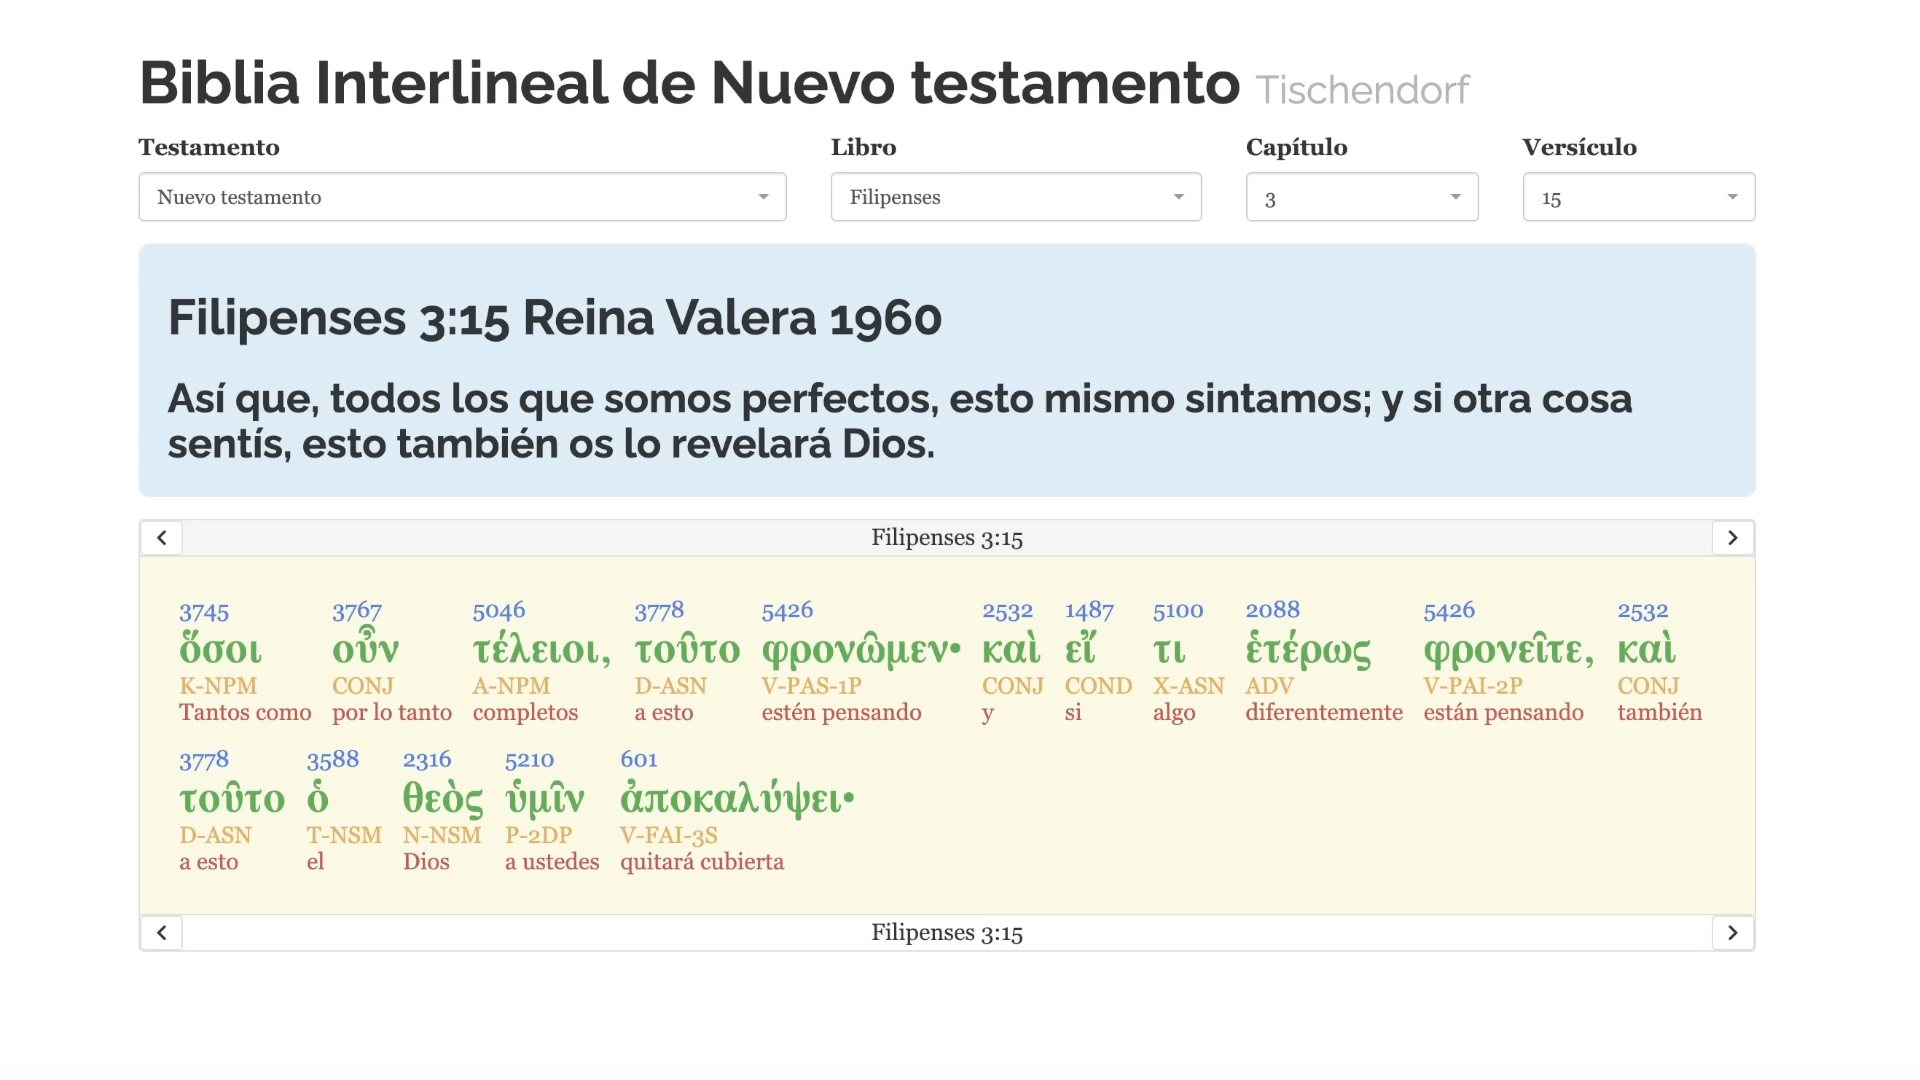 Biblia Interlineal de Nuevo testamento Tischendorf
Testamento Libro Capítulo Versículo
Nuevo testamento Filipenses 3 15
Filipenses 3:15 Reina Valera 1960
Así que, todos los que somos perfectos, esto mismo sintamos; y si otra cosa
sentís, esto también os lo revelará Dios.
Filipenses 3:15
3745 3767 5046 3778 5426 2532 1487 5100 2088 5426 2532
ὅσοι οὖν τέλειοι, τοῦτο φρονῶμεν· καὶ εἴ τι ἑτέρως φρονεῖτε, καὶ
K-NPM CONJ A-NPM D-ASN V-PAS-1P CONJ COND X-ASN ADV V-PAI-2P CONJ
Tantos como por lo tanto completos a esto estén pensando y si algo diferentemente están pensando también
3778 3588 2316 5210 601
τοῦτο ὁ θεὸς ὑμῖν ἀποκαλύψει·
D-ASN T-NSM N-NSM P-2DP V-FAI-3S
a esto el Dios a ustedes quitará cubierta
Filipenses 3:15